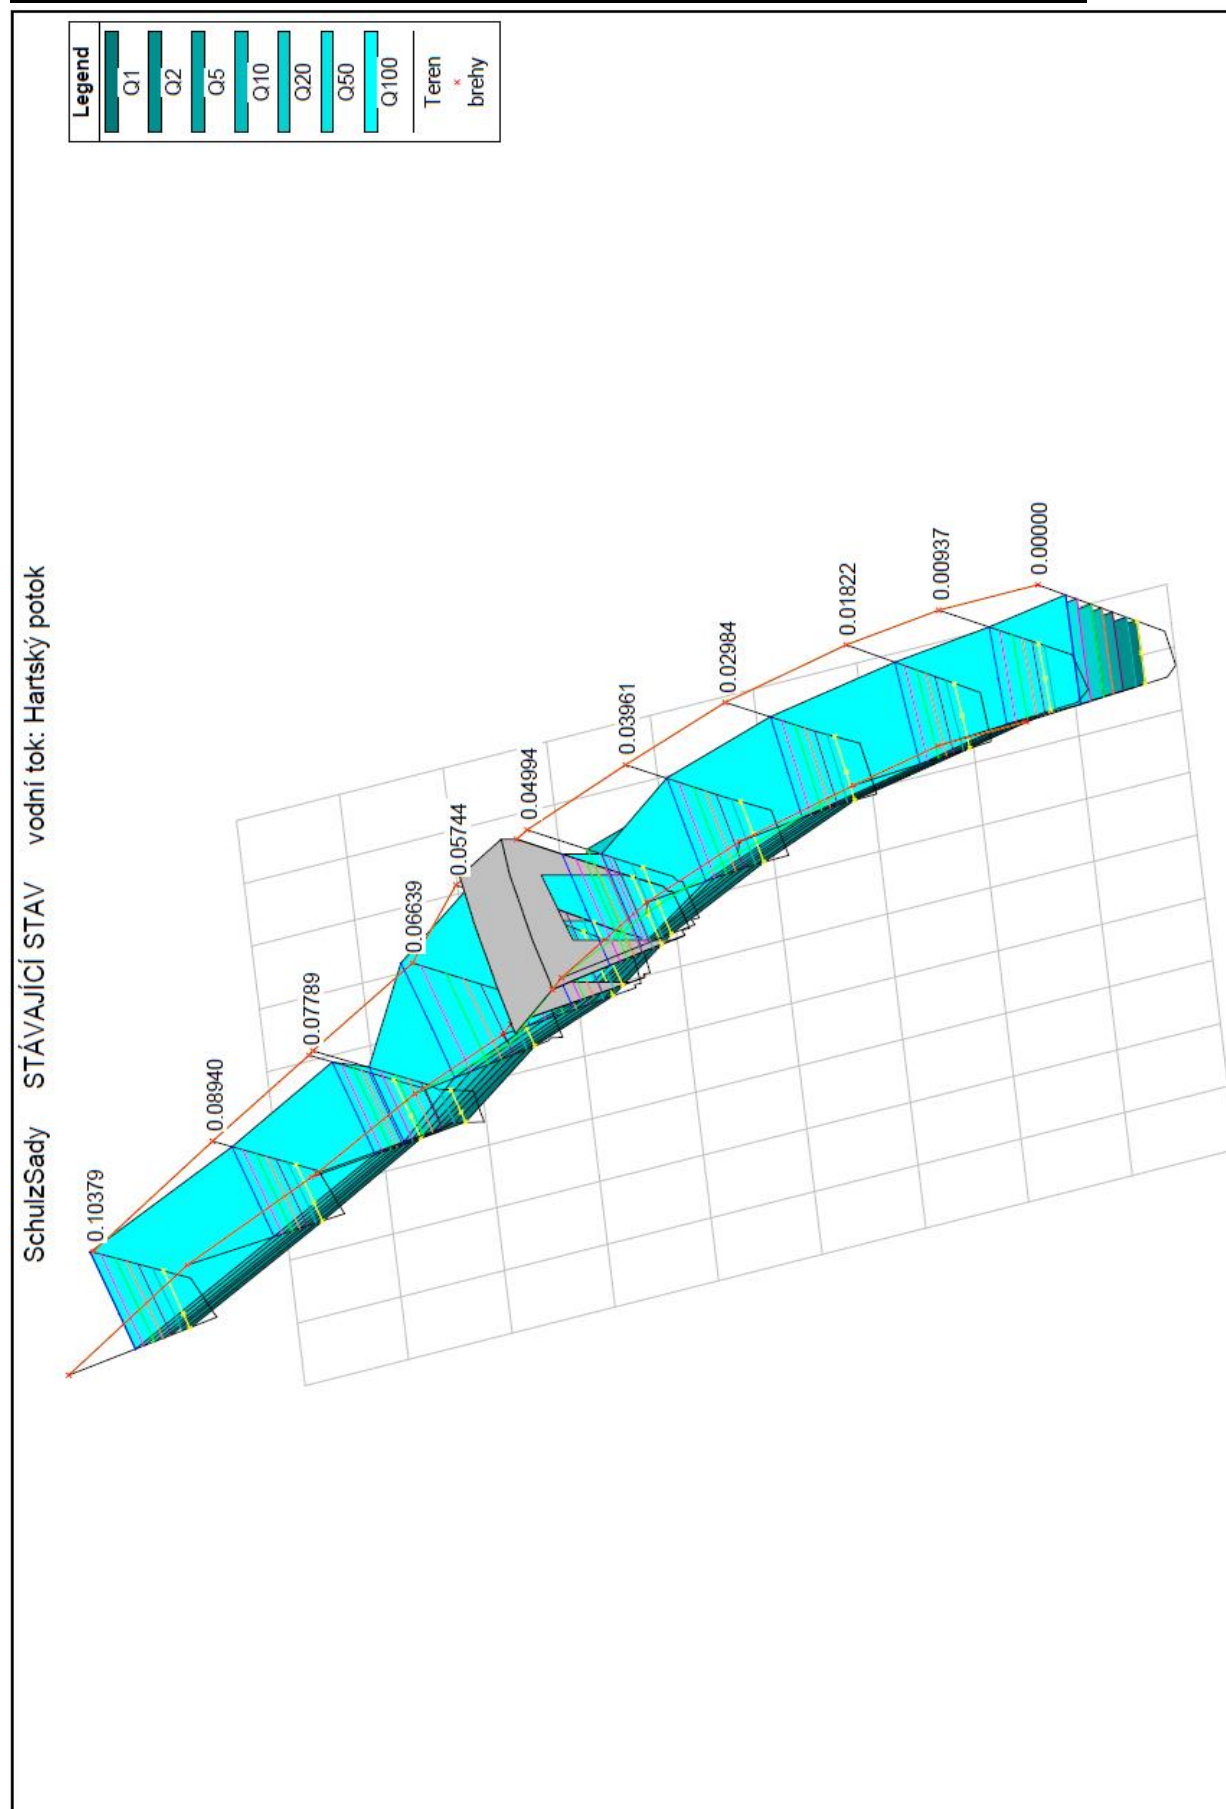 SchulzSady STÁVAJÍCÍ STAV vodní tok: Hartský potok
Legend
Q1
Q2
Q5
Q10
Q20
Q50
Q100
Teren
brehy
0.10379
0.08940
0.07789
0.06639
0.05744
0.04994
0.03961
0.02984
0.01822
0.00937
0.00000